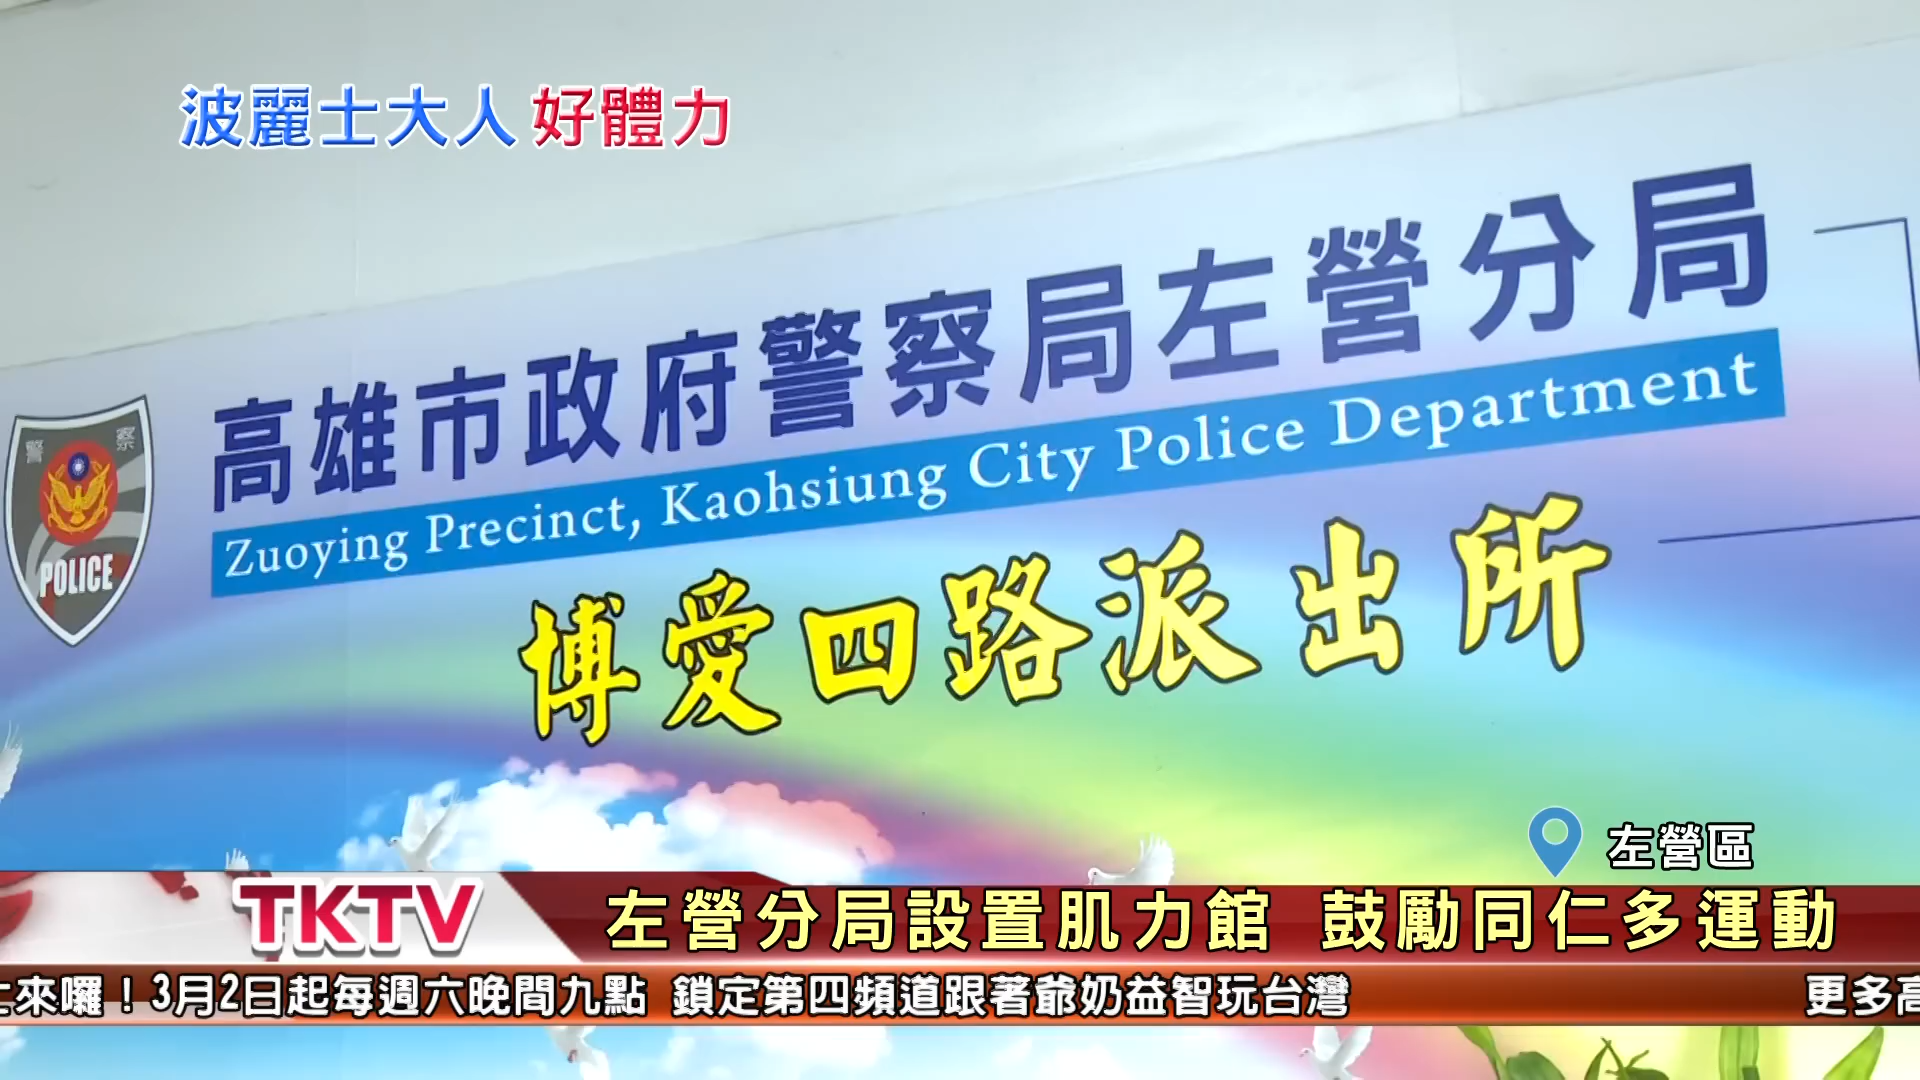 波麗士大人 好體力
高雄市政府警察局左營分局
Zuoying Precinct, Kaohsiung City Police Department
警 察
POLICE
博愛四路派出所
左營區
TKTV
左營分局設置肌力館 鼓勵同仁多運動
來囉！3月2日起每週六晚間九點 鎖定第四頻道跟著爺奶益智玩台灣
更多高